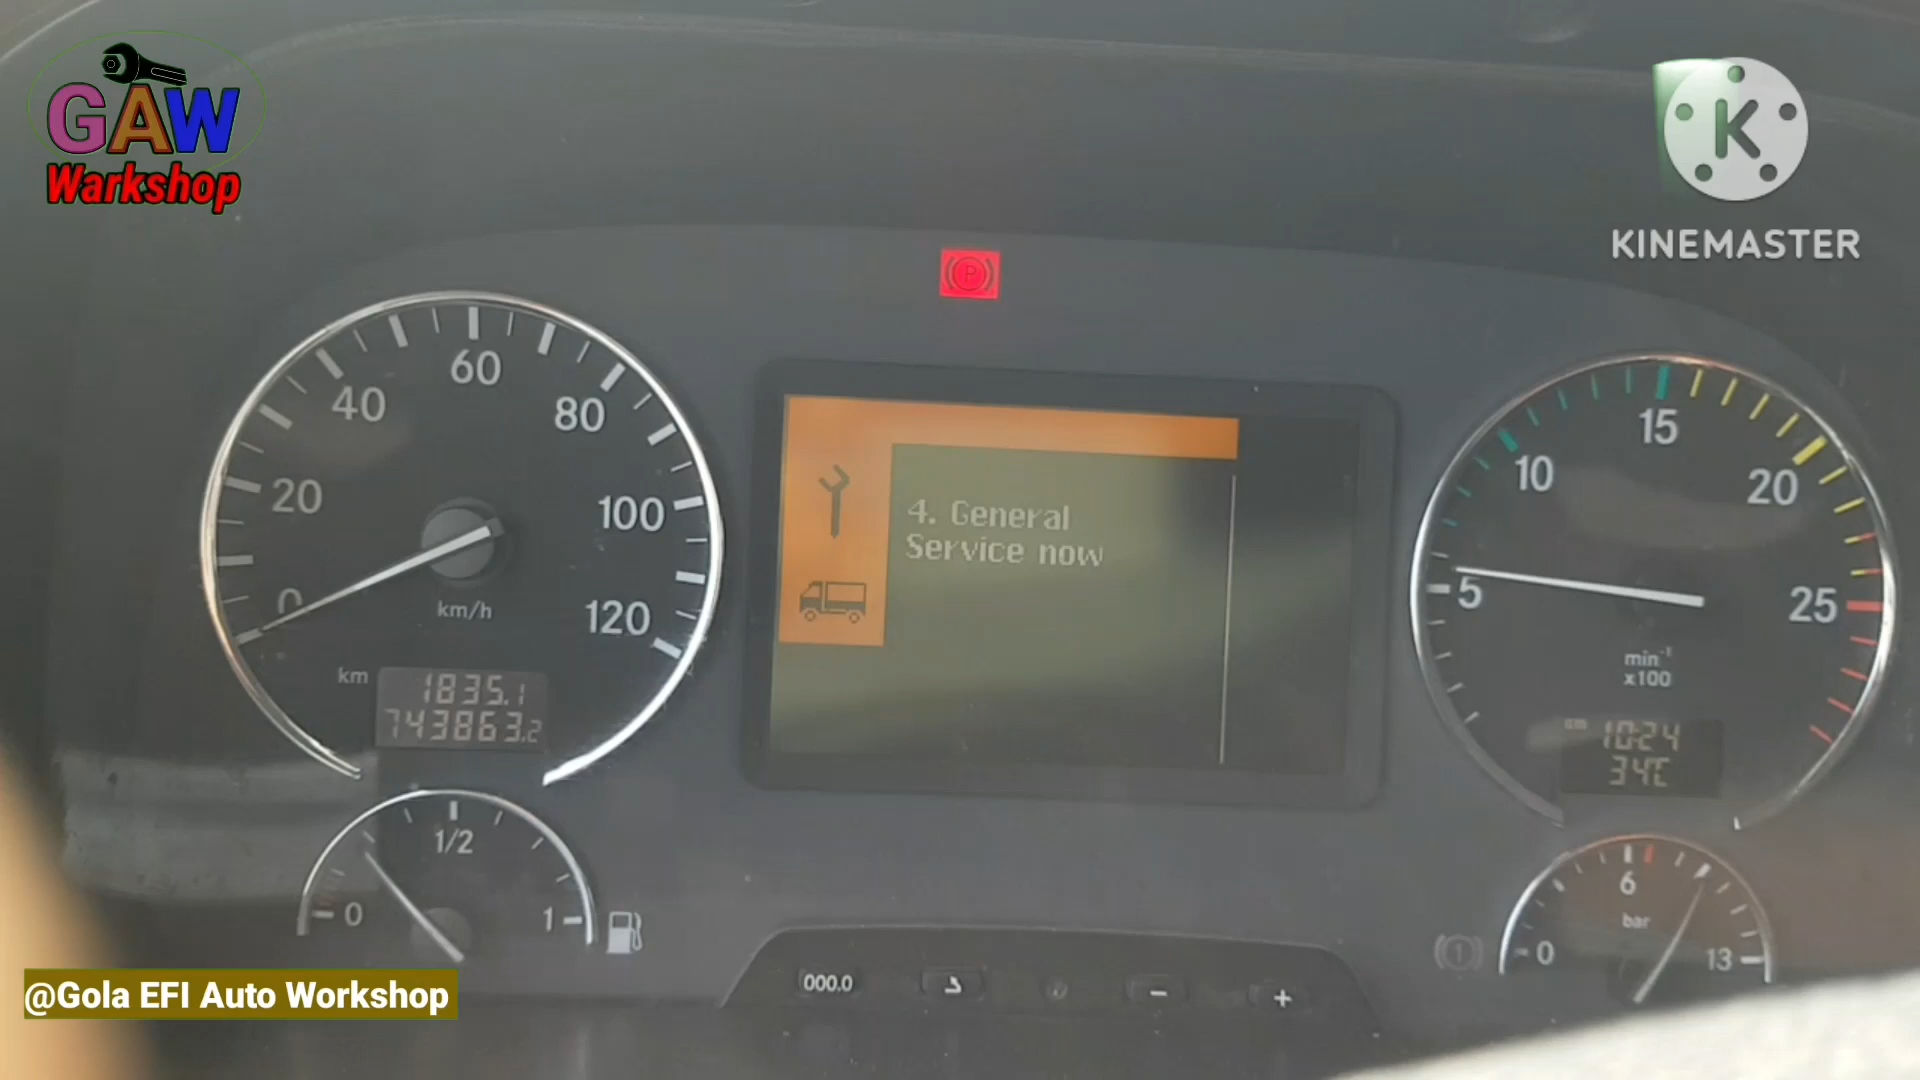 GAW
Warkshop
K
KINEMASTER
P
0
20
40
60
80
100
120
km/h
km
1835.1
743863.2
4. General
Service now
5
10
15
20
25
min⁻¹
x100
10:24
34°C
0
1/2
1
0
6
13
bar
000.0
-
+
@Gola EFI Auto Workshop